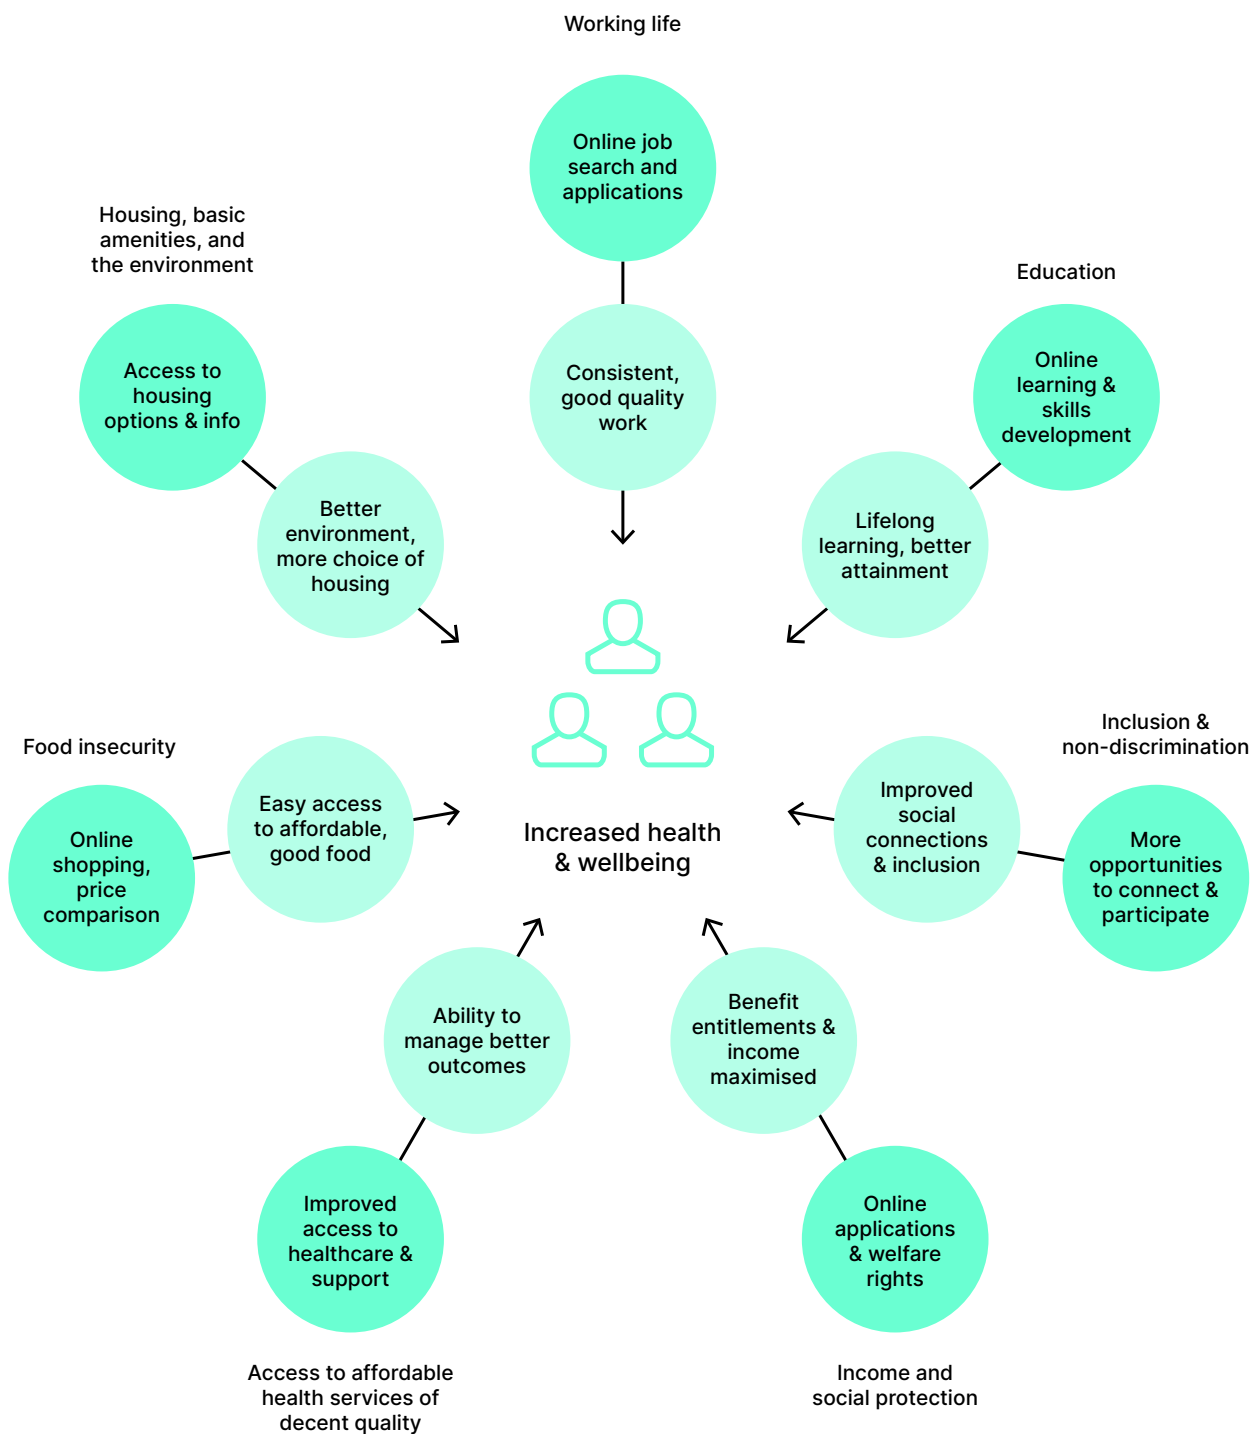 Working life
Online job
search and
applications
Consistent,
good quality
work
Education
Online
learning &
skills
development
Lifelong
learning, better
attainment
Inclusion &
non-discrimination
More
opportunities
to connect &
participate
Improved
social
connections
& inclusion
Income and
social protection
Online
applications
& welfare
rights
Benefit
entitlements &
income
maximised
Access to affordable
health services of
decent quality
Improved
access to
healthcare &
support
Ability to
manage better
outcomes
Food insecurity
Online
shopping,
price
comparison
Easy access
to affordable,
good food
Housing, basic
amenities, and
the environment
Access to
housing
options & info
Better
environment,
more choice of
housing
Increased health
& wellbeing